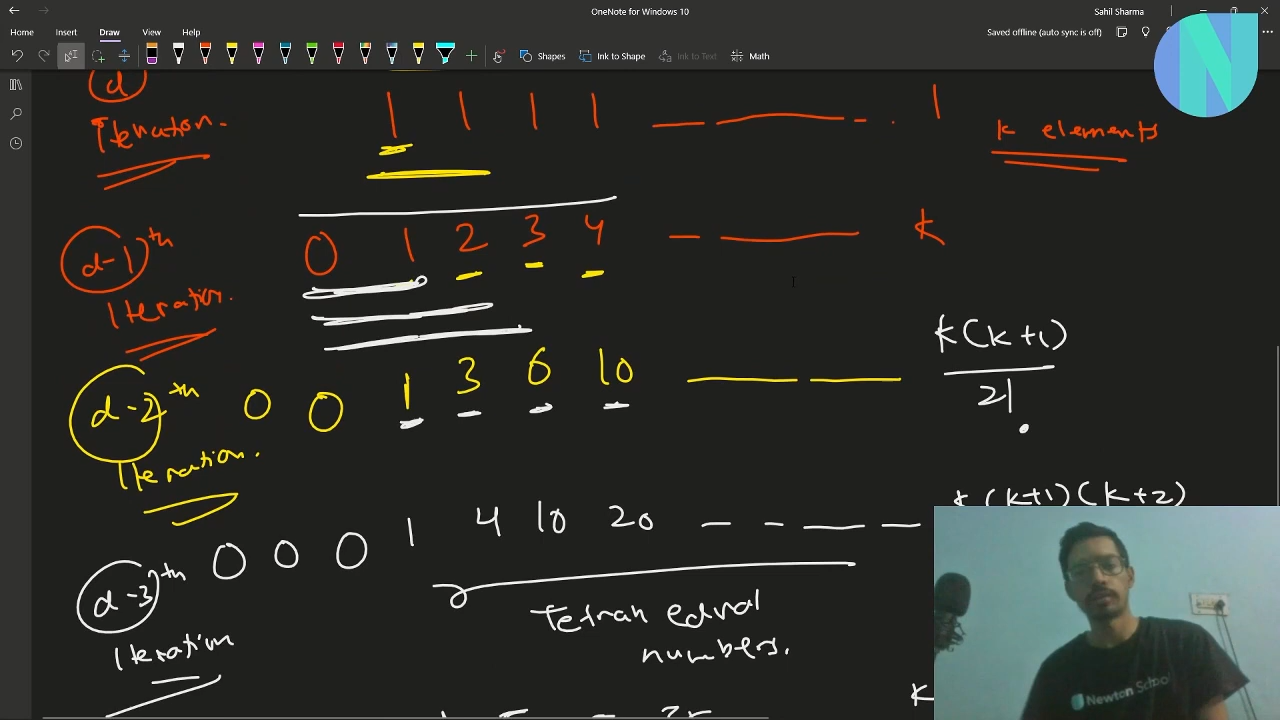 OneNote for Windows 10
Sahil Sharma
Home Insert Draw View Help
Saved offline (auto sync is off)
Shapes Ink to Shape Ink to Text Math
d
Iteration.
1 1 1 1 1
k elements
d-1 th
Iteration.
0 1 2 3 4 k
d-2 th
Iteration.
0 0 1 3 6 10
k(k+1)
2!
d-3 th
Iteration
0 0 0 1 4 10 20
k(k+1)(k+2)
Tetrahedral
numbers.
k
Newton School